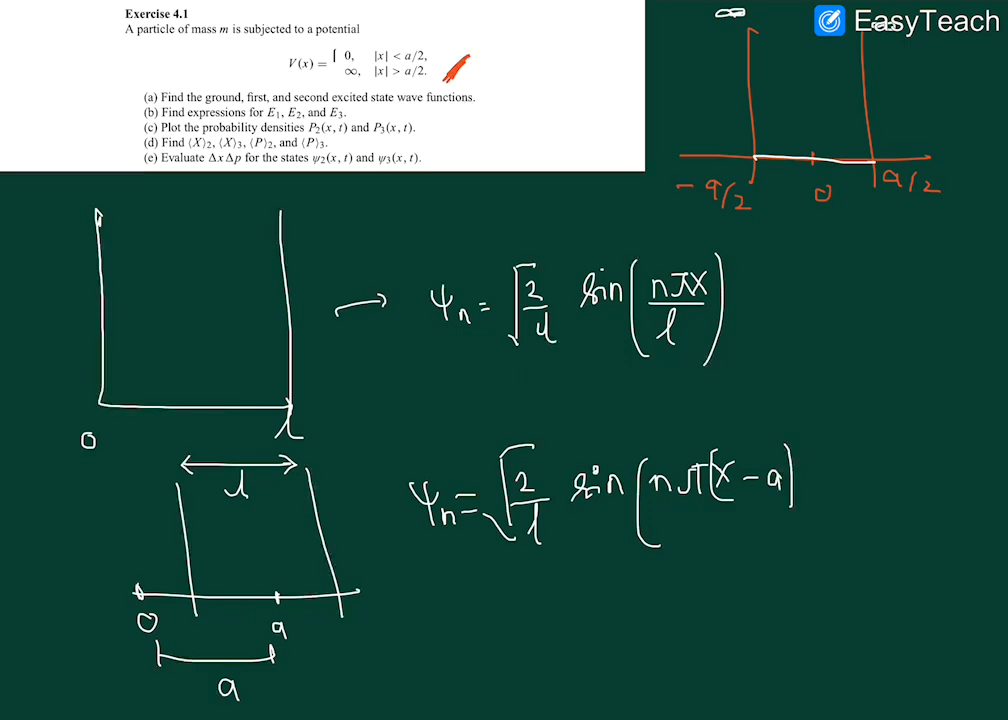 Exercise 4.1
A particle of mass m is subjected to a potential
V(x) = { 0, |x| < a/2,
∞, |x| > a/2.
(a) Find the ground, first, and second excited state wave functions.
(b) Find expressions for E₁, E₂, and E₃.
(c) Plot the probability densities P₂(x, t) and P₃(x, t).
(d) Find ⟨X⟩₂, ⟨X⟩₃, ⟨P⟩₂, and ⟨P⟩₃.
(e) Evaluate Δx Δp for the states ψ₂(x, t) and ψ₃(x, t).
EasyTeach
∞ ∞
-a/2 0 a/2
ψn = √(2/l) sin(nπx/l)
0 l
l
ψn = √(2/l) sin(nπ(x - a)
0 a
a